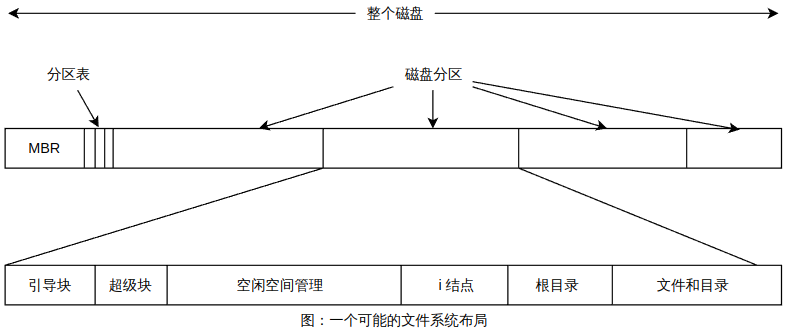 整个磁盘
分区表
磁盘分区
MBR
引导块
超级块
空闲空间管理
i 结点
根目录
文件和目录
图：一个可能的文件系统布局